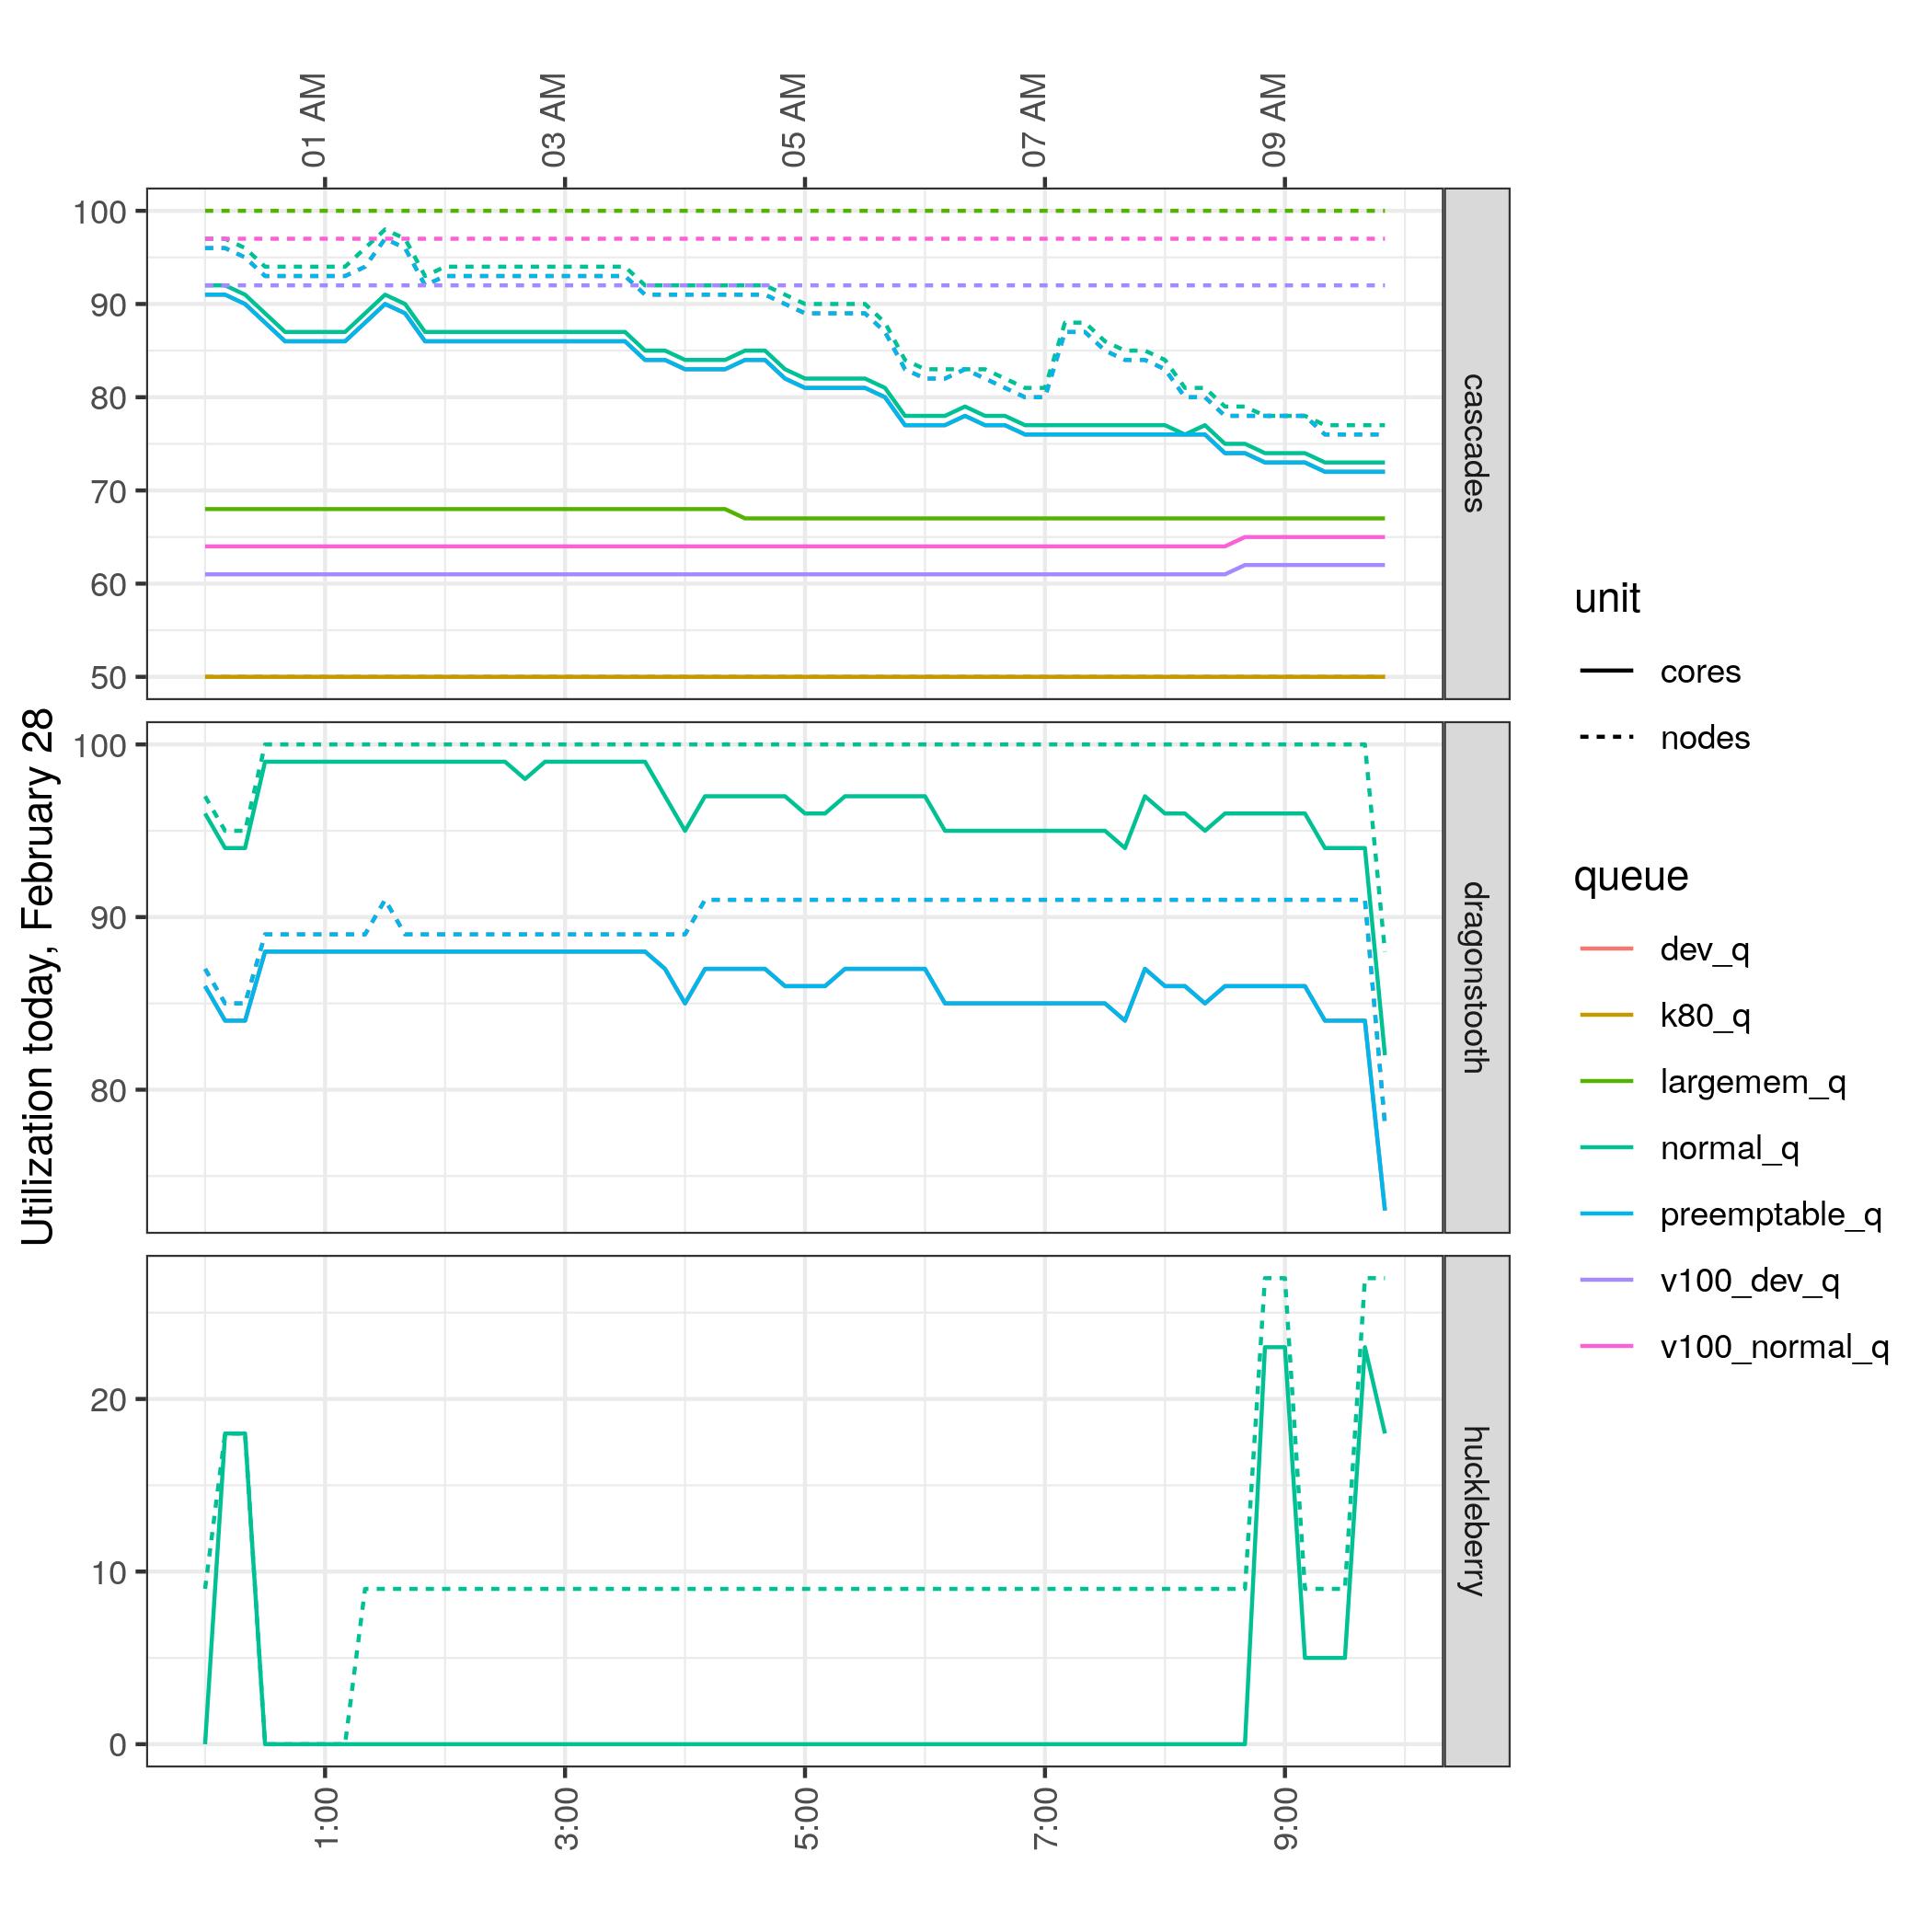 01 AM
03 AM
05 AM
07 AM
09 AM
Utilization today, February 28
100
90
80
70
60
50
cascades
100
90
80
dragonstooth
20
10
0
huckleberry
1:00
3:00
5:00
7:00
9:00
unit
cores
nodes
queue
dev_q
k80_q
largemem_q
normal_q
preemptable_q
v100_dev_q
v100_normal_q